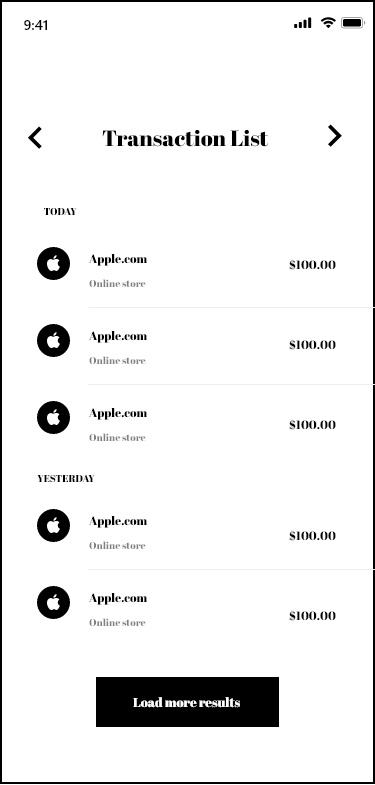 9:41
Transaction List
TODAY
Apple.com
$100.00
Online store
Apple.com
$100.00
Online store
Apple.com
$100.00
Online store
YESTERDAY
Apple.com
$100.00
Online store
Apple.com
$100.00
Online store
Load more results